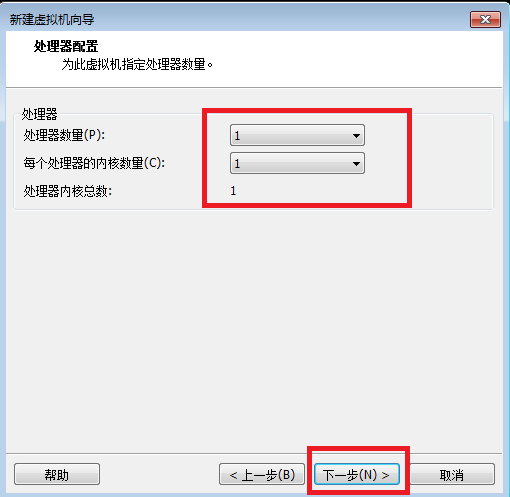 新建虚拟机向导
处理器配置
为此虚拟机指定处理器数量。
处理器
处理器数量(P): 1
每个处理器的内核数量(C): 1
处理器内核总数: 1
帮助 < 上一步(B) 下一步(N) > 取消